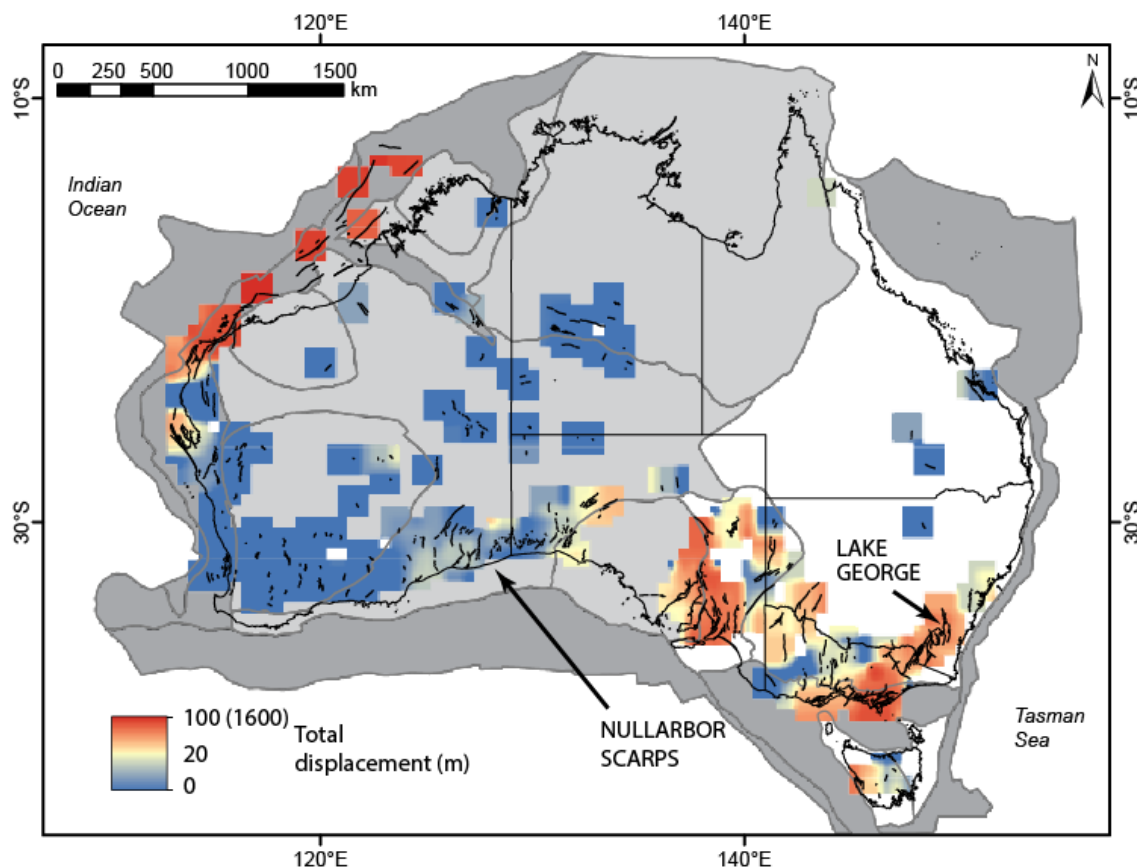 120°E 140°E
0 250 500 1000 1500
km
N
10°S 10°S
Indian
Ocean
30°S 30°S
LAKE
GEORGE
NULLARBOR
SCARPS
Tasman
Sea
100 (1600)
20
0
Total
displacement (m)
120°E 140°E